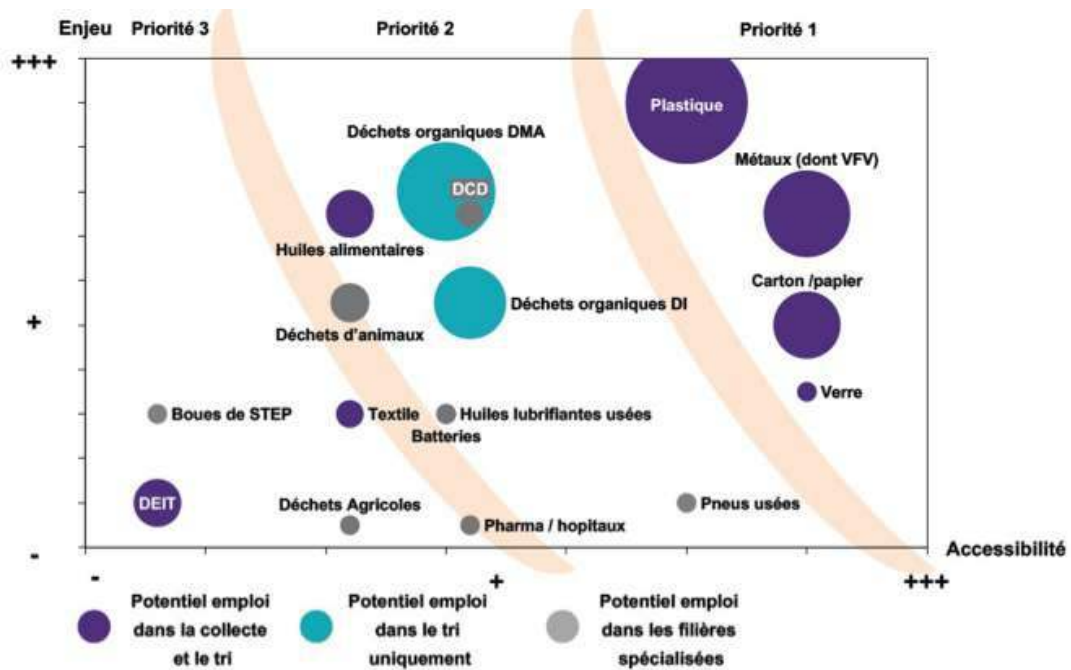 Enjeu Priorité 3 Priorité 2 Priorité 1
+++
Plastique
Déchets organiques DMA
Métaux (dont VFV)
DCD
Huiles alimentaires
Carton /papier
Déchets organiques DI
+
Déchets d'animaux
Verre
Boues de STEP
Textile
Huiles lubrifiantes usées
Batteries
DEIT
Déchets Agricoles
Pneus usées
Pharma / hopitaux
-
Accessibilité
- + +++
Potentiel emploi
dans la collecte
et le tri
Potentiel emploi
dans le tri
uniquement
Potentiel emploi
dans les filières
spécialisées